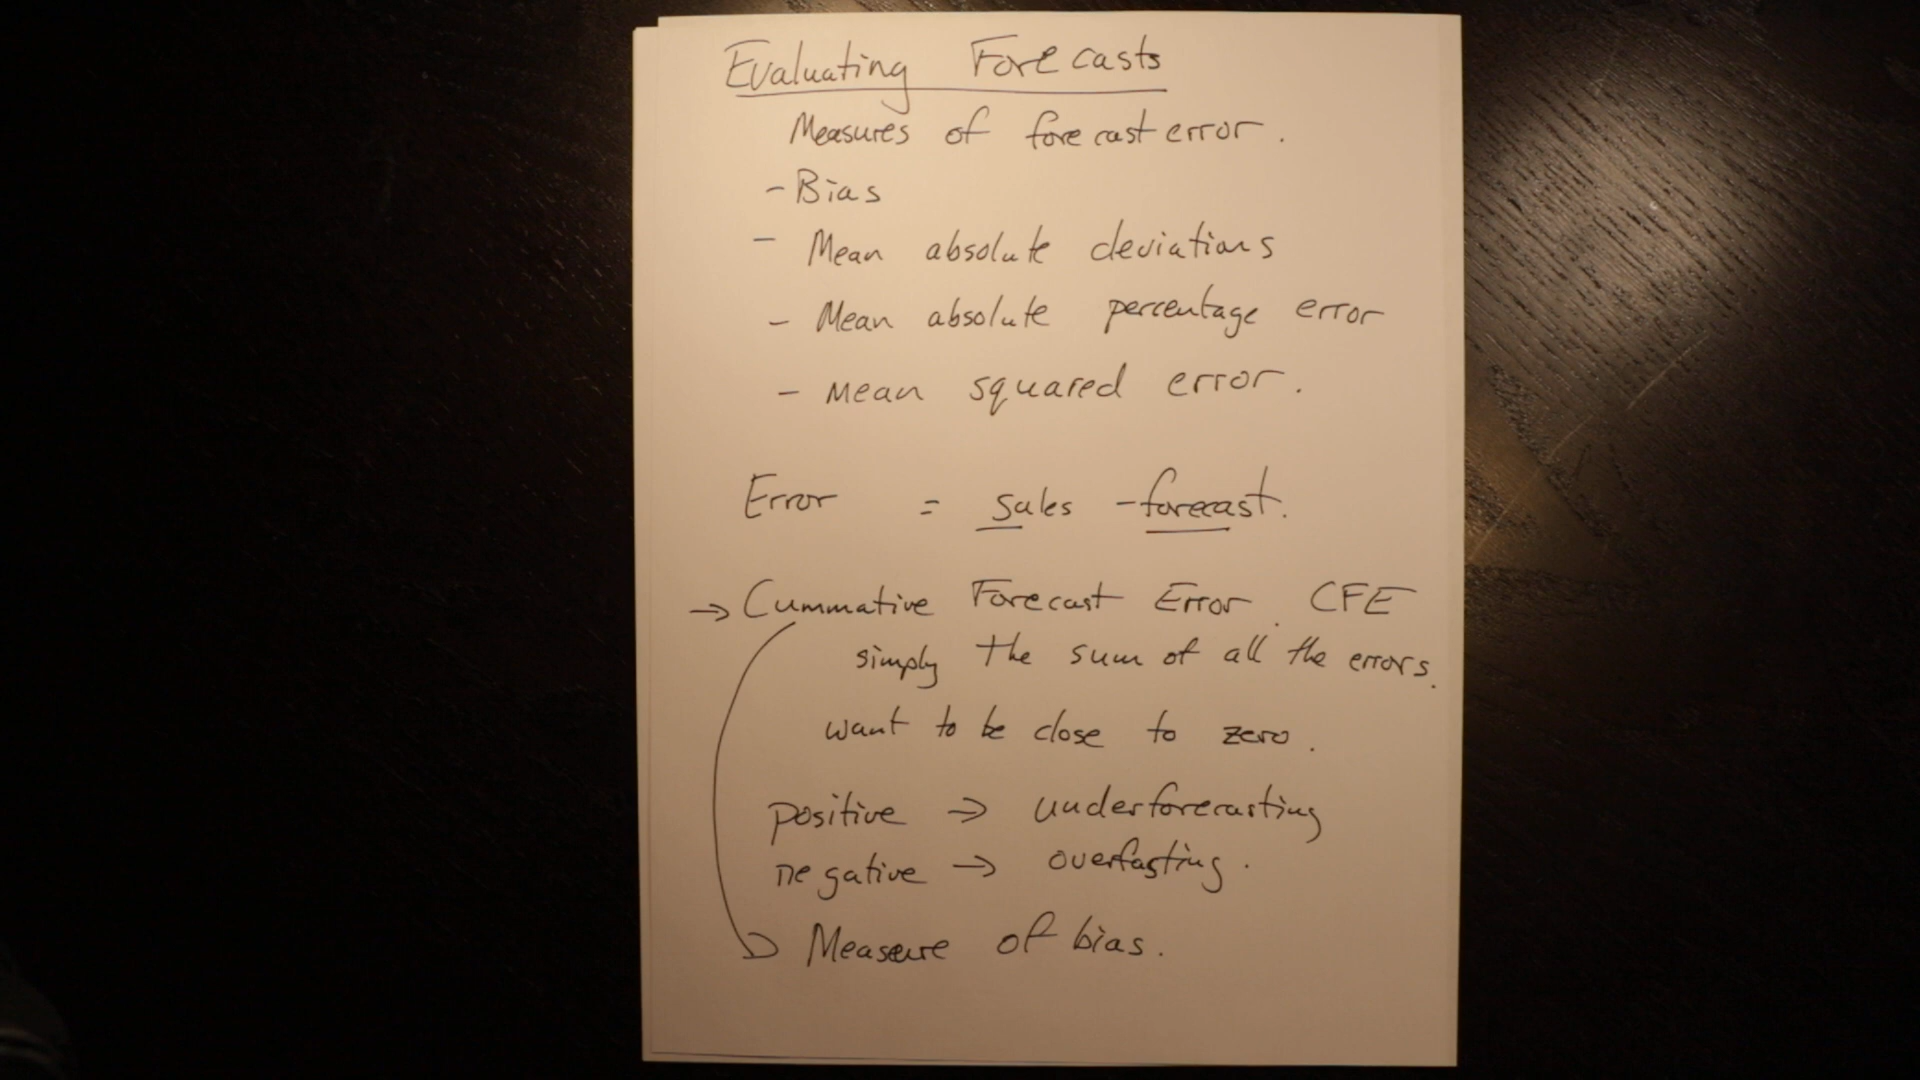 Evaluating Forecasts
Measures of forecast error.
- Bias
- Mean absolute deviations
- Mean absolute percentage error
- Mean squared error.
Error = sales - forecast.
→ Cummative Forecast Error. CFE
simply the sum of all the errors.
want to be close to zero.
positive → underforecasting
negative → overfasting.
Measure of bias.